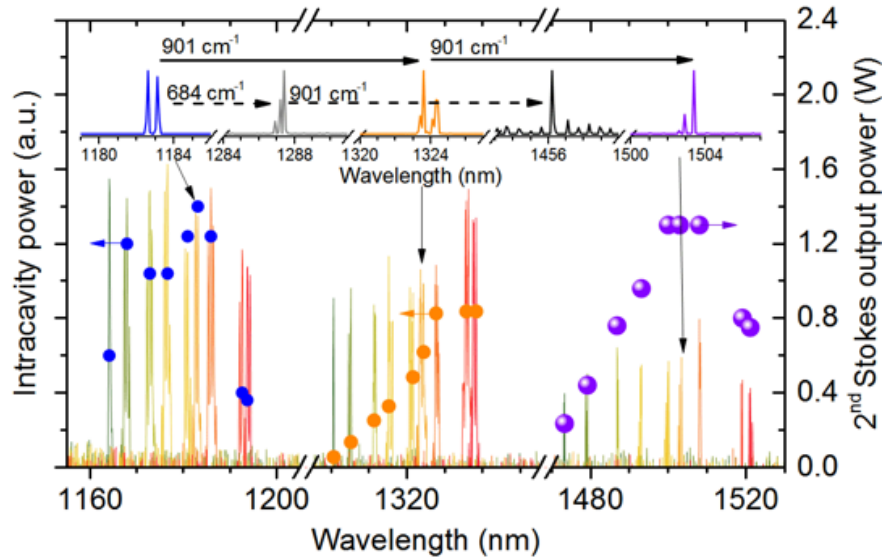 901 cm⁻¹ 901 cm⁻¹
684 cm⁻¹ 901 cm⁻¹
1180 1184 1284 1288 1320 1324 1456 1500 1504
Wavelength (nm)
Intracavity power (a.u.)
2.4
2.0
1.6
1.2
0.8
0.4
0.0
2ⁿᵈ Stokes output power (W)
1160 1200 1320 1480 1520
Wavelength (nm)